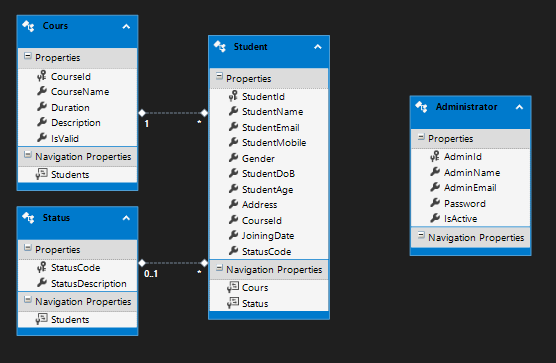 Cours
Properties
CourseId
CourseName
Duration
Description
IsValid
Navigation Properties
Students
1
*
Status
Properties
StatusCode
StatusDescription
Navigation Properties
Students
0..1
*
Student
Properties
StudentId
StudentName
StudentEmail
StudentMobile
Gender
StudentDoB
StudentAge
Address
CourseId
JoiningDate
StatusCode
Navigation Properties
Cours
Status
Administrator
Properties
AdminId
AdminName
AdminEmail
Password
IsActive
Navigation Properties